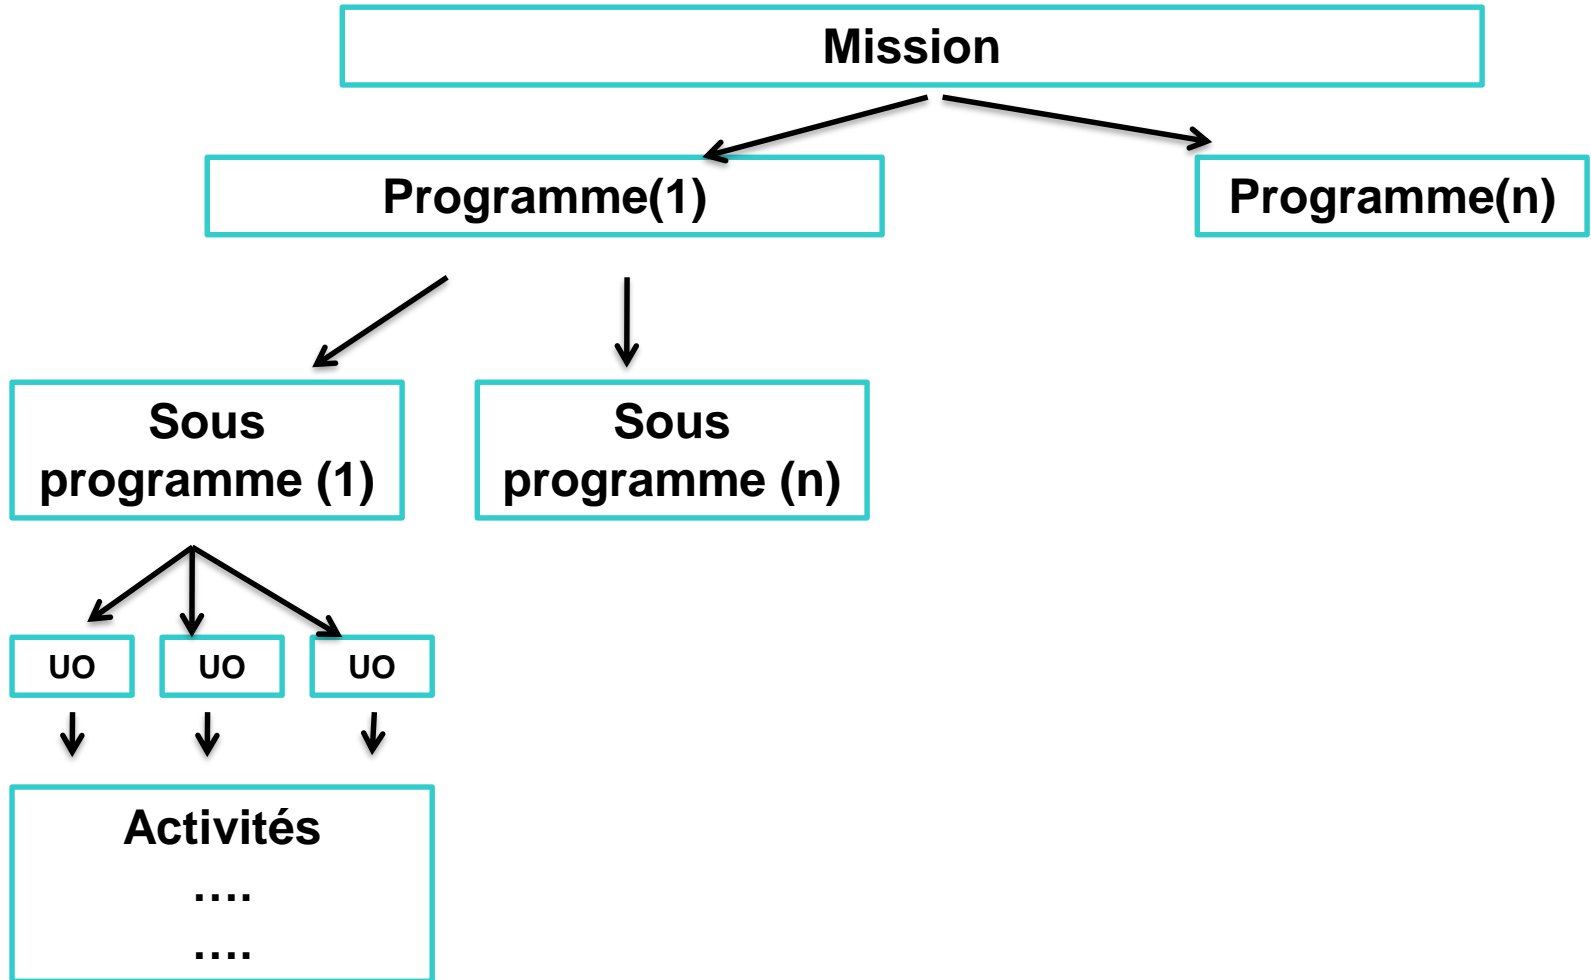 Mission
Programme(1)
Programme(n)
Sous
programme (1)
Sous
programme (n)
UO
UO
UO
Activités
....
....